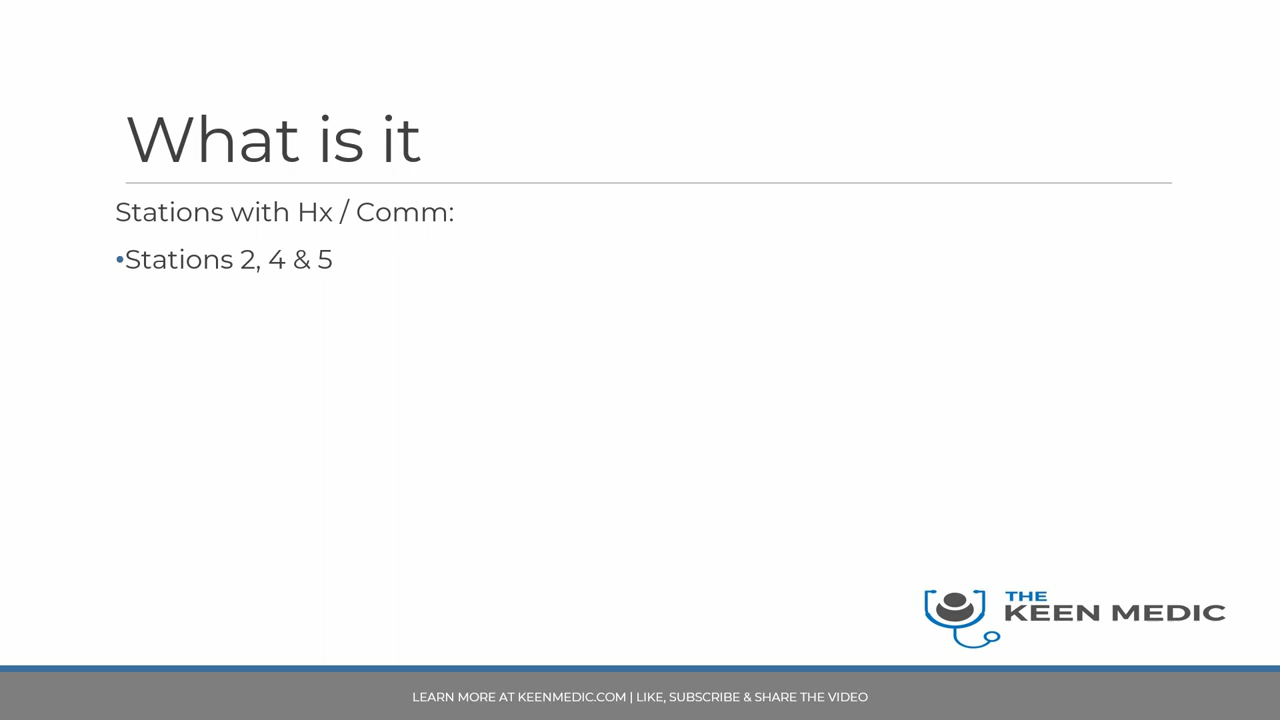 What is it
Stations with Hx / Comm:
•Stations 2, 4 & 5
THE
KEEN MEDIC
LEARN MORE AT KEENMEDIC.COM | LIKE, SUBSCRIBE & SHARE THE VIDEO